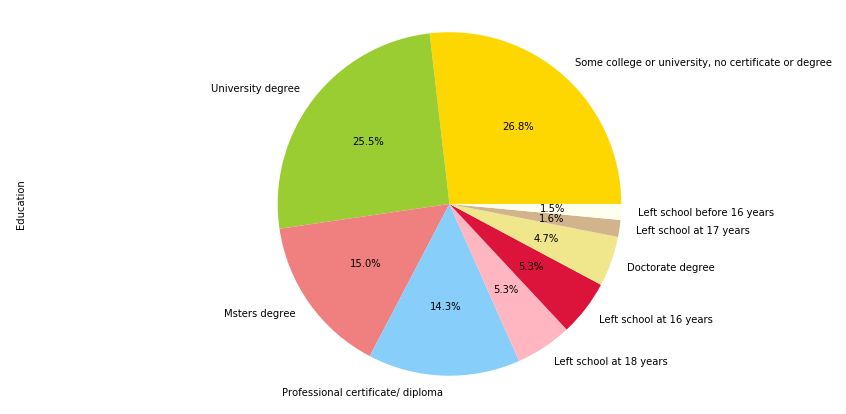 Some college or university, no certificate or degree
26.8%
University degree
25.5%
Msters degree
15.0%
Professional certificate/ diploma
14.3%
Left school at 18 years
5.3%
Left school at 16 years
5.3%
Doctorate degree
4.7%
Left school at 17 years
1.6%
Left school before 16 years
1.5%
Education